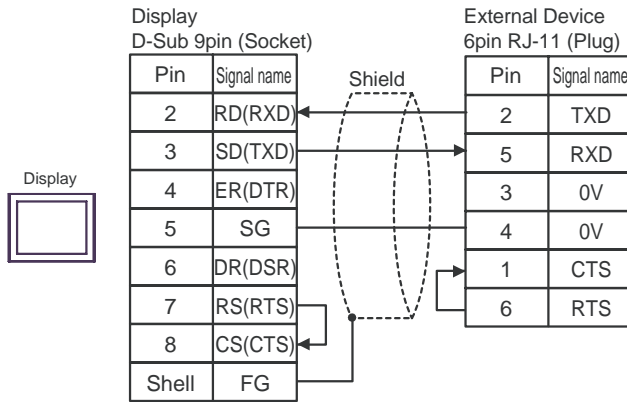 Display
D-Sub 9pin (Socket)
External Device
6pin RJ-11 (Plug)
Pin Signal name
Shield
Pin Signal name
2 RD(RXD)
2 TXD
3 SD(TXD)
5 RXD
Display
4 ER(DTR)
3 0V
5 SG
4 0V
6 DR(DSR)
1 CTS
7 RS(RTS)
6 RTS
8 CS(CTS)
Shell FG